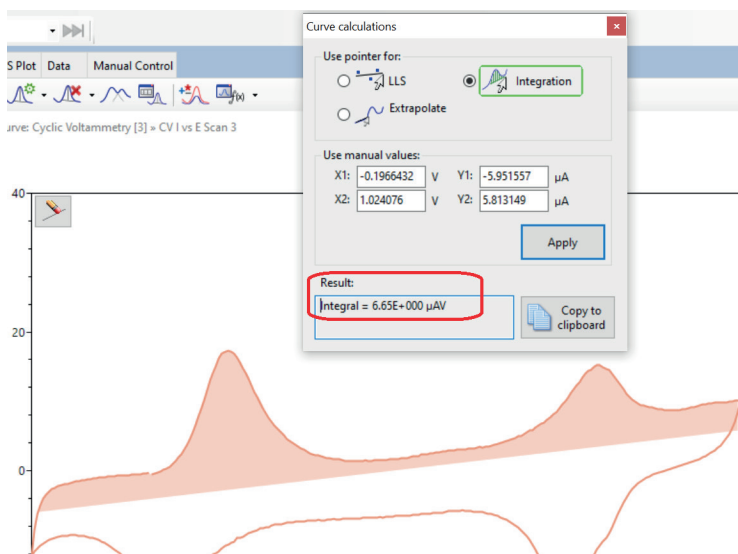 Curve calculations
S Plot Data Manual Control
Use pointer for:
LLS
Integration
Extrapolate
urve: Cyclic Voltammetry [3] » CV I vs E Scan 3
Use manual values:
X1: -0.1966432 V Y1: -5.951557 µA
X2: 1.024076 V Y2: 5.813149 µA
Apply
Result:
Integral = 6.65E+000 µAV
Copy to
clipboard
40
20
0